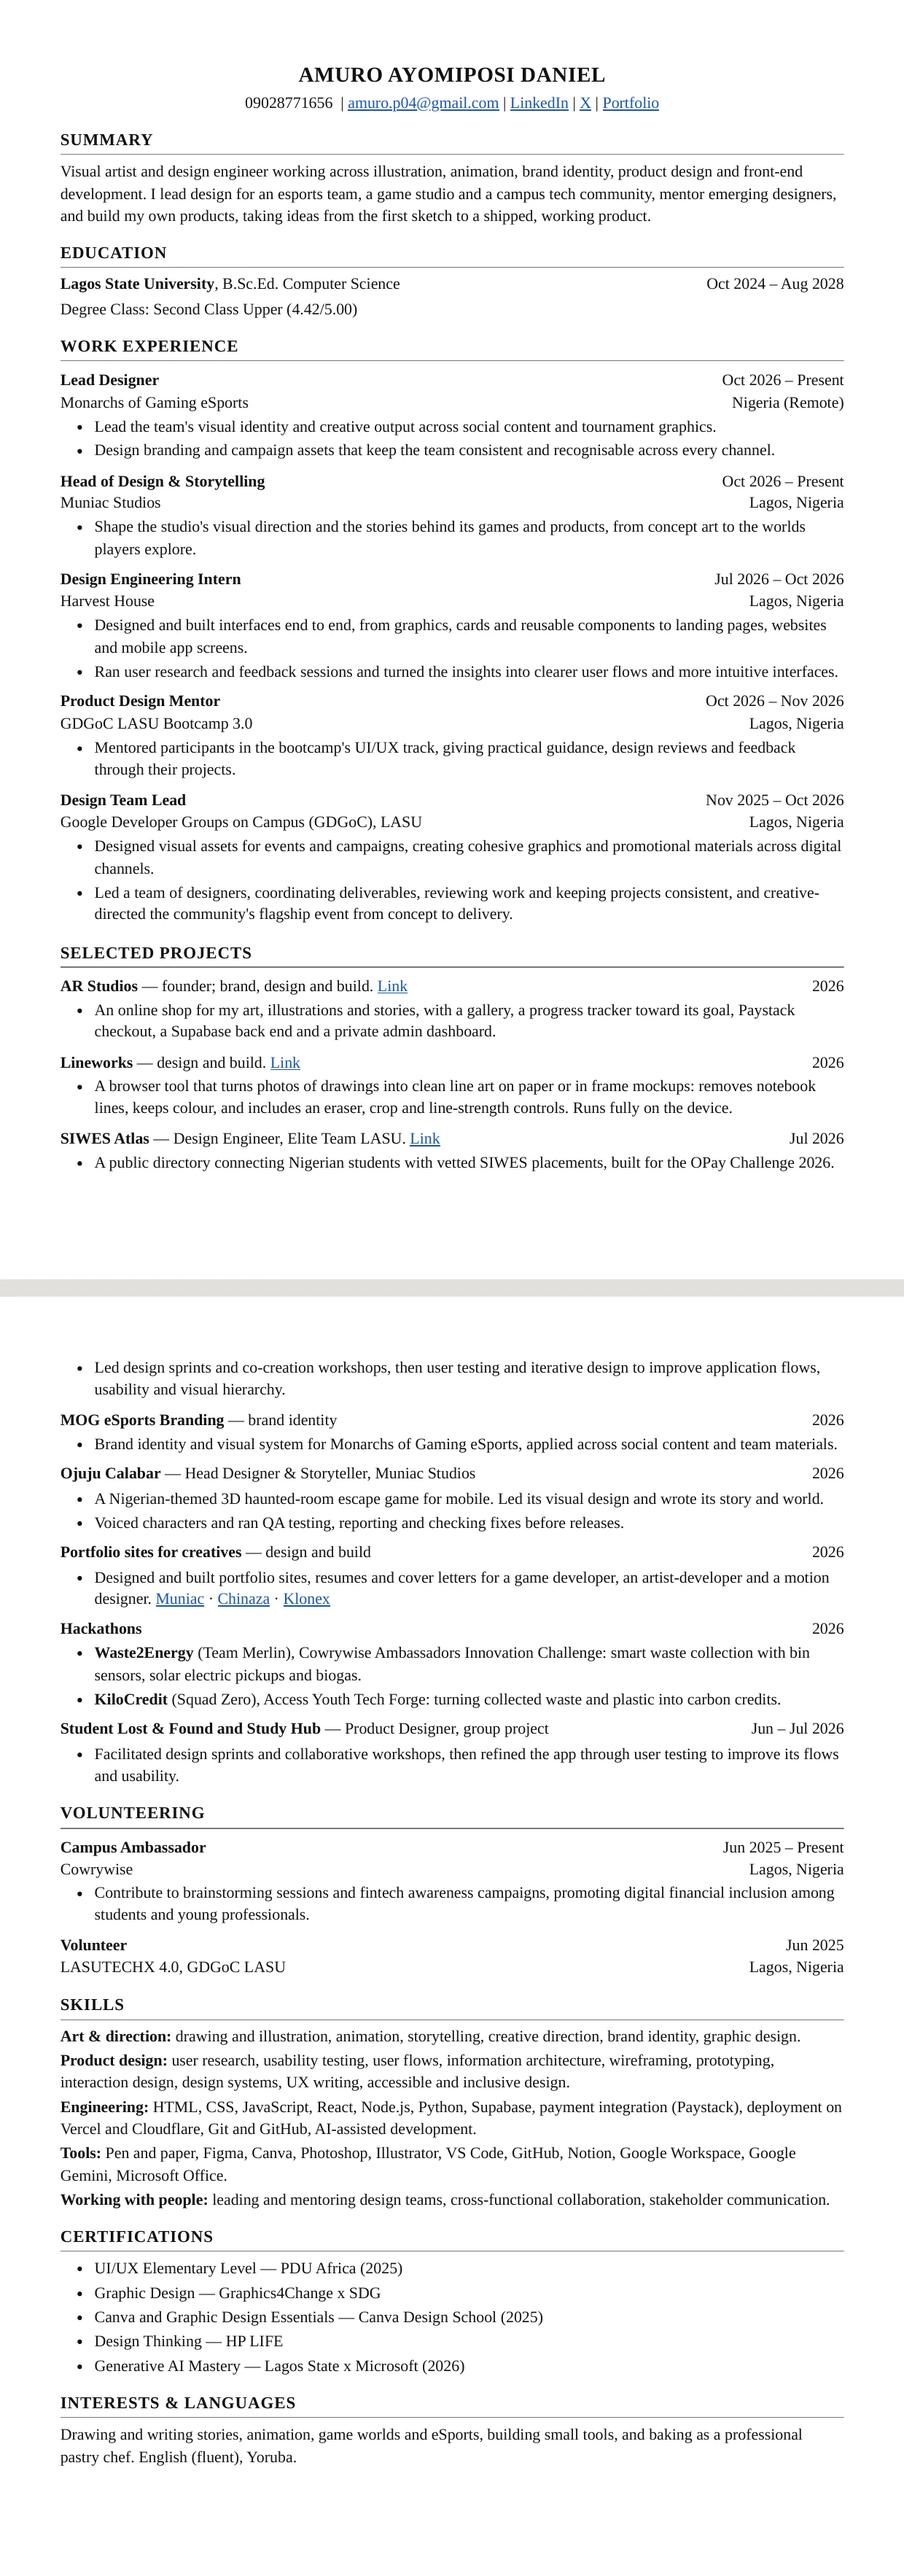 AMURO AYOMIPOSI DANIEL
09028771656 | amuro.p04@gmail.com | LinkedIn | X | Portfolio
SUMMARY
Visual artist and design engineer working across illustration, animation, brand identity, product design and front-end
development. I lead design for an esports team, a game studio and a campus tech community, mentor emerging designers,
and build my own products, taking ideas from the first sketch to a shipped, working product.
EDUCATION
Lagos State University, B.Sc.Ed. Computer Science Oct 2024 – Aug 2028
Degree Class: Second Class Upper (4.42/5.00)
WORK EXPERIENCE
Lead Designer Oct 2026 – Present
Monarchs of Gaming eSports Nigeria (Remote)
• Lead the team's visual identity and creative output across social content and tournament graphics.
• Design branding and campaign assets that keep the team consistent and recognisable across every channel.
Head of Design & Storytelling Oct 2026 – Present
Muniac Studios Lagos, Nigeria
• Shape the studio's visual direction and the stories behind its games and products, from concept art to the worlds
players explore.
Design Engineering Intern Jul 2026 – Oct 2026
Harvest House Lagos, Nigeria
• Designed and built interfaces end to end, from graphics, cards and reusable components to landing pages, websites
and mobile app screens.
• Ran user research and feedback sessions and turned the insights into clearer user flows and more intuitive interfaces.
Product Design Mentor Oct 2026 – Nov 2026
GDGoC LASU Bootcamp 3.0 Lagos, Nigeria
• Mentored participants in the bootcamp's UI/UX track, giving practical guidance, design reviews and feedback
through their projects.
Design Team Lead Nov 2025 – Oct 2026
Google Developer Groups on Campus (GDGoC), LASU Lagos, Nigeria
• Designed visual assets for events and campaigns, creating cohesive graphics and promotional materials across digital
channels.
• Led a team of designers, coordinating deliverables, reviewing work and keeping projects consistent, and creative-
directed the community's flagship event from concept to delivery.
SELECTED PROJECTS
AR Studios — founder; brand, design and build. Link 2026
• An online shop for my art, illustrations and stories, with a gallery, a progress tracker toward its goal, Paystack
checkout, a Supabase back end and a private admin dashboard.
Lineworks — design and build. Link 2026
• A browser tool that turns photos of drawings into clean line art on paper or in frame mockups: removes notebook
lines, keeps colour, and includes an eraser, crop and line-strength controls. Runs fully on the device.
SIWES Atlas — Design Engineer, Elite Team LASU. Link Jul 2026
• A public directory connecting Nigerian students with vetted SIWES placements, built for the OPay Challenge 2026.
• Led design sprints and co-creation workshops, then user testing and iterative design to improve application flows,
usability and visual hierarchy.
MOG eSports Branding — brand identity 2026
• Brand identity and visual system for Monarchs of Gaming eSports, applied across social content and team materials.
Ojuju Calabar — Head Designer & Storyteller, Muniac Studios 2026
• A Nigerian-themed 3D haunted-room escape game for mobile. Led its visual design and wrote its story and world.
• Voiced characters and ran QA testing, reporting and checking fixes before releases.
Portfolio sites for creatives — design and build 2026
• Designed and built portfolio sites, resumes and cover letters for a game developer, an artist-developer and a motion
designer. Muniac · Chinaza · Klonex
Hackathons 2026
• Waste2Energy (Team Merlin), Cowrywise Ambassadors Innovation Challenge: smart waste collection with bin
sensors, solar electric pickups and biogas.
• KiloCredit (Squad Zero), Access Youth Tech Forge: turning collected waste and plastic into carbon credits.
Student Lost & Found and Study Hub — Product Designer, group project Jun – Jul 2026
• Facilitated design sprints and collaborative workshops, then refined the app through user testing to improve its flows
and usability.
VOLUNTEERING
Campus Ambassador Jun 2025 – Present
Cowrywise Lagos, Nigeria
• Contribute to brainstorming sessions and fintech awareness campaigns, promoting digital financial inclusion among
students and young professionals.
Volunteer Jun 2025
LASUTECHX 4.0, GDGoC LASU Lagos, Nigeria
SKILLS
Art & direction: drawing and illustration, animation, storytelling, creative direction, brand identity, graphic design.
Product design: user research, usability testing, user flows, information architecture, wireframing, prototyping,
interaction design, design systems, UX writing, accessible and inclusive design.
Engineering: HTML, CSS, JavaScript, React, Node.js, Python, Supabase, payment integration (Paystack), deployment on
Vercel and Cloudflare, Git and GitHub, AI-assisted development.
Tools: Pen and paper, Figma, Canva, Photoshop, Illustrator, VS Code, GitHub, Notion, Google Workspace, Google
Gemini, Microsoft Office.
Working with people: leading and mentoring design teams, cross-functional collaboration, stakeholder communication.
CERTIFICATIONS
• UI/UX Elementary Level — PDU Africa (2025)
• Graphic Design — Graphics4Change x SDG
• Canva and Graphic Design Essentials — Canva Design School (2025)
• Design Thinking — HP LIFE
• Generative AI Mastery — Lagos State x Microsoft (2026)
INTERESTS & LANGUAGES
Drawing and writing stories, animation, game worlds and eSports, building small tools, and baking as a professional
pastry chef. English (fluent), Yoruba.